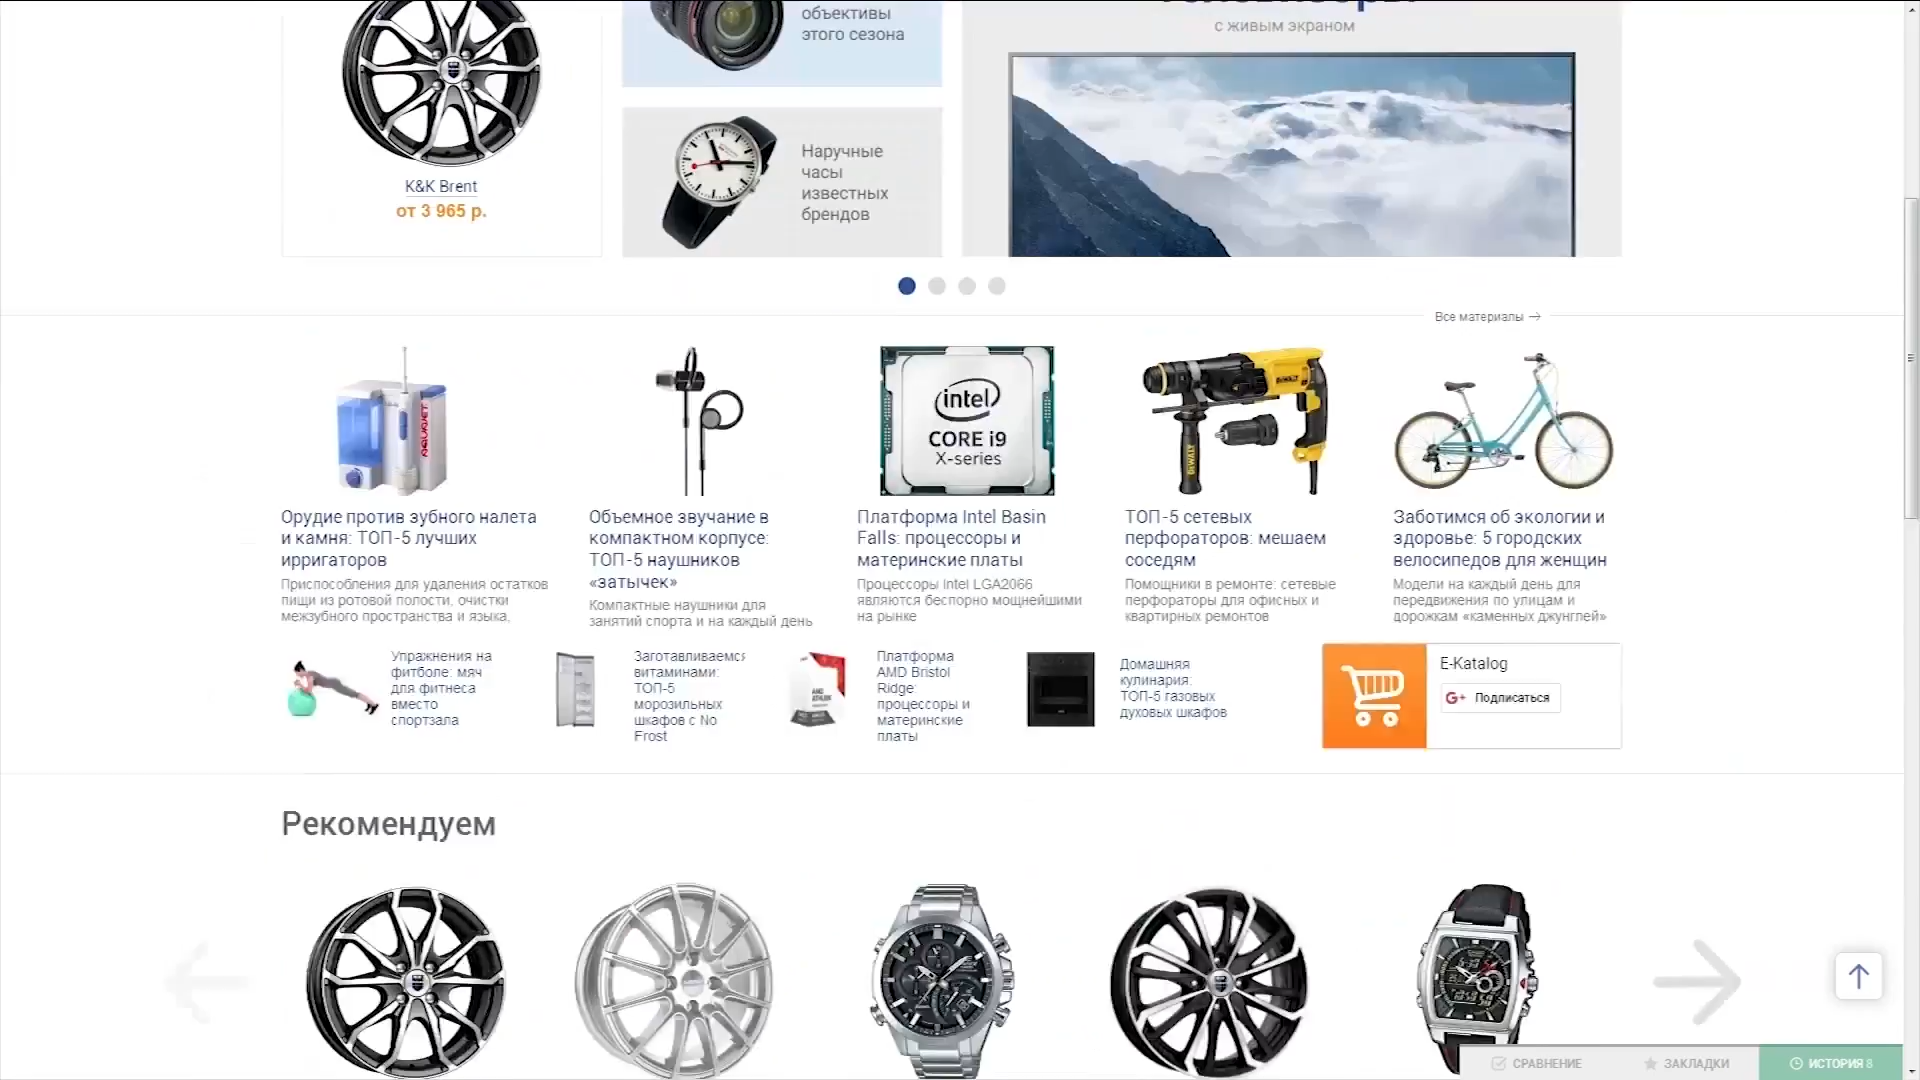 объективы
этого сезона
с живым экраном
Наручные
часы
известных
брендов
K&K Brent
от 3 965 р.
Все материалы
AQUAJET
intel
CORE i9
X-series
DEWALT
Орудие против зубного налета
и камня: ТОП-5 лучших
ирригаторов
Приспособления для удаления остатков
пищи из ротовой полости, очистки
межзубного пространства и языка,
Объемное звучание в
компактном корпусе:
ТОП-5 наушников
«затычек»
Компактные наушники для
занятий спорта и на каждый день
Платформа Intel Basin
Falls: процессоры и
материнские платы
Процессоры Intel LGA2066
являются беспорно мощнейшими
на рынке
ТОП-5 сетевых
перфораторов: мешаем
соседям
Помощники в ремонте: сетевые
перфораторы для офисных и
квартирных ремонтов
Заботимся об экологии и
здоровье: 5 городских
велосипедов для женщин
Модели на каждый день для
передвижения по улицам и
дорожкам «каменных джунглей»
Упражнения на
фитболе: мяч
для фитнеса
вместо
спортзала
Заготавливаемся
витаминами:
ТОП-5
морозильных
шкафов с No
Frost
Платформа
AMD Bristol
Ridge:
процессоры и
материнские
платы
Домашняя
кулинария:
ТОП-5 газовых
духовых шкафов
E-Katalog
G+ Подписаться
Рекомендуем
СРАВНЕНИЕ
ЗАКЛАДКИ
ИСТОРИЯ 8